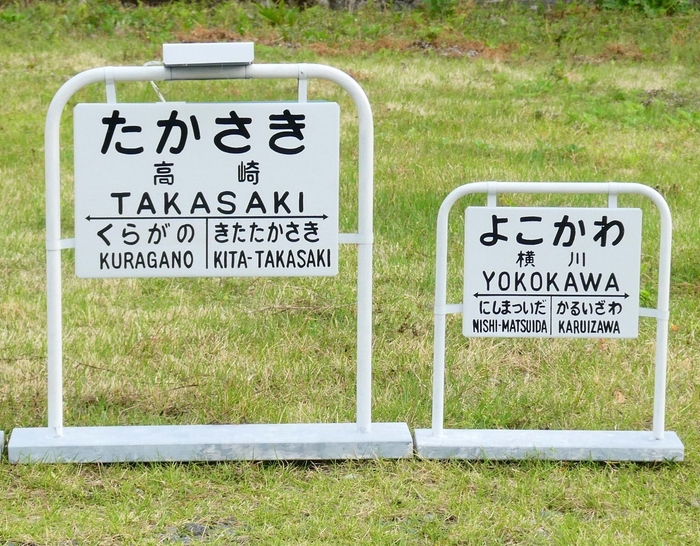 たかさき
高崎
TAKASAKI
くらがの きたたかさき
KURAGANO KITA-TAKASAKI
よこかわ
横川
YOKOKAWA
にしまついだ かるいざわ
NISHI-MATSUIDA KARUIZAWA